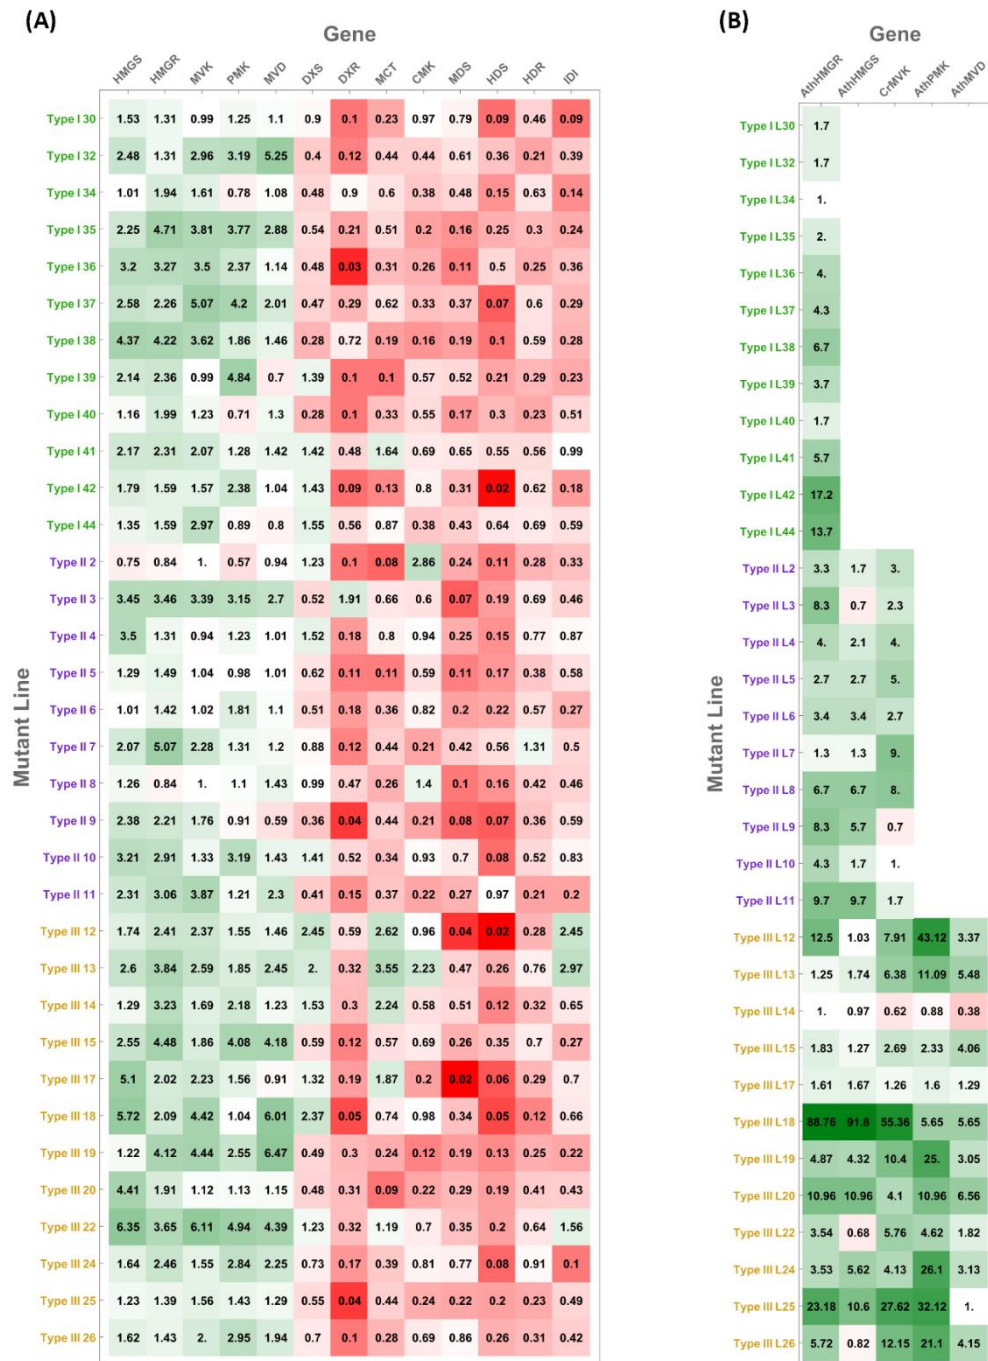 (A)
Gene
HMGS HMGR MVK PMK MVD DXS DXR MCT CMK MDS HDS HDR IDI
Mutant Line
Type I 30 1.53 1.31 0.99 1.25 1.1 0.9 0.1 0.23 0.97 0.79 0.09 0.46 0.09
Type I 32 2.48 1.31 2.96 3.19 5.25 0.4 0.12 0.44 0.44 0.61 0.36 0.21 0.39
Type I 34 1.01 1.94 1.61 0.78 1.08 0.48 0.9 0.6 0.38 0.48 0.15 0.63 0.14
Type I 35 2.25 4.71 3.81 3.77 2.88 0.54 0.21 0.51 0.2 0.16 0.25 0.3 0.24
Type I 36 3.2 3.27 3.5 2.37 1.14 0.48 0.03 0.31 0.26 0.11 0.5 0.25 0.36
Type I 37 2.58 2.26 5.07 4.2 2.01 0.47 0.29 0.62 0.33 0.37 0.07 0.6 0.29
Type I 38 4.37 4.22 3.62 1.86 1.46 0.28 0.72 0.19 0.16 0.19 0.1 0.59 0.28
Type I 39 2.14 2.36 0.99 4.84 0.7 1.39 0.1 0.1 0.57 0.52 0.21 0.29 0.23
Type I 40 1.16 1.99 1.23 0.71 1.3 0.28 0.1 0.33 0.55 0.17 0.3 0.23 0.51
Type I 41 2.17 2.31 2.07 1.28 1.42 1.42 0.48 1.64 0.69 0.65 0.55 0.56 0.99
Type I 42 1.79 1.59 1.57 2.38 1.04 1.43 0.09 0.13 0.8 0.31 0.02 0.62 0.18
Type I 44 1.35 1.59 2.97 0.89 0.8 1.55 0.56 0.87 0.38 0.43 0.64 0.69 0.59
Type II 2 0.75 0.84 1. 0.57 0.94 1.23 0.1 0.08 2.86 0.24 0.11 0.28 0.33
Type II 3 3.45 3.46 3.39 3.15 2.7 0.52 1.91 0.66 0.6 0.07 0.19 0.69 0.46
Type II 4 3.5 1.31 0.94 1.23 1.01 1.52 0.18 0.8 0.94 0.25 0.15 0.77 0.87
Type II 5 1.29 1.49 1.04 0.98 1.01 0.62 0.11 0.11 0.59 0.11 0.17 0.38 0.58
Type II 6 1.01 1.42 1.02 1.81 1.1 0.51 0.18 0.36 0.82 0.2 0.22 0.57 0.27
Type II 7 2.07 5.07 2.28 1.31 1.2 0.88 0.12 0.44 0.21 0.42 0.56 1.31 0.5
Type II 8 1.26 0.84 1. 1.1 1.43 0.99 0.47 0.26 1.4 0.1 0.16 0.42 0.46
Type II 9 2.38 2.21 1.76 0.91 0.59 0.36 0.04 0.44 0.21 0.08 0.07 0.36 0.59
Type II 10 3.21 2.91 1.33 3.19 1.43 1.41 0.52 0.34 0.93 0.7 0.08 0.52 0.83
Type II 11 2.31 3.06 3.87 1.21 2.3 0.41 0.15 0.37 0.22 0.27 0.97 0.21 0.2
Type III 12 1.74 2.41 2.37 1.55 1.46 2.45 0.59 2.62 0.96 0.04 0.02 0.28 2.45
Type III 13 2.6 3.84 2.59 1.85 2.45 2. 0.32 3.55 2.23 0.47 0.26 0.76 2.97
Type III 14 1.29 3.23 1.69 2.18 1.23 1.53 0.3 2.24 0.58 0.51 0.12 0.32 0.65
Type III 15 2.55 4.48 1.86 4.08 4.18 0.59 0.12 0.57 0.69 0.26 0.35 0.7 0.27
Type III 17 5.1 2.02 2.23 1.56 0.91 1.32 0.19 1.87 0.2 0.02 0.06 0.29 0.7
Type III 18 5.72 2.09 4.42 1.04 6.01 2.37 0.05 0.74 0.98 0.34 0.05 0.12 0.66
Type III 19 1.22 4.12 4.44 2.55 6.47 0.49 0.3 0.24 0.12 0.19 0.13 0.25 0.22
Type III 20 4.41 1.91 1.12 1.13 1.15 0.48 0.31 0.09 0.22 0.29 0.19 0.41 0.43
Type III 22 6.35 3.65 6.11 4.94 4.39 1.23 0.32 1.19 0.7 0.35 0.2 0.64 1.56
Type III 24 1.64 2.46 1.55 2.84 2.25 0.73 0.17 0.39 0.81 0.77 0.08 0.91 0.1
Type III 25 1.23 1.39 1.56 1.43 1.29 0.55 0.04 0.44 0.24 0.22 0.2 0.23 0.49
Type III 26 1.62 1.43 2. 2.95 1.94 0.7 0.1 0.28 0.69 0.86 0.26 0.31 0.42
(B)
Gene
AthHMGR AthHMGS CrMVK AthPMK AthMVD
Mutant Line
Type I L30 1.7
Type I L32 1.7
Type I L34 1.
Type I L35 2.
Type I L36 4.
Type I L37 4.3
Type I L38 6.7
Type I L39 3.7
Type I L40 1.7
Type I L41 5.7
Type I L42 17.2
Type I L44 13.7
Type II L2 3.3 1.7 3.
Type II L3 8.3 0.7 2.3
Type II L4 4. 2.1 4.
Type II L5 2.7 2.7 5.
Type II L6 3.4 3.4 2.7
Type II L7 1.3 1.3 9.
Type II L8 6.7 6.7 8.
Type II L9 8.3 5.7 0.7
Type II L10 4.3 1.7 1.
Type II L11 9.7 9.7 1.7
Type III L12 12.5 1.03 7.91 43.12 3.37
Type III L13 1.25 1.74 6.38 11.09 5.48
Type III L14 1. 0.97 0.62 0.88 0.38
Type III L15 1.83 1.27 2.69 2.33 4.06
Type III L17 1.61 1.67 1.26 1.6 1.29
Type III L18 88.76 91.8 55.36 5.65 5.65
Type III L19 4.87 4.32 10.4 25. 3.05
Type III L20 10.96 10.96 4.1 10.96 6.56
Type III L22 3.54 0.68 5.76 4.62 1.82
Type III L24 3.53 5.62 4.13 26.1 3.13
Type III L25 23.18 10.6 27.62 32.12 1.
Type III L26 5.72 0.82 12.15 21.1 4.15